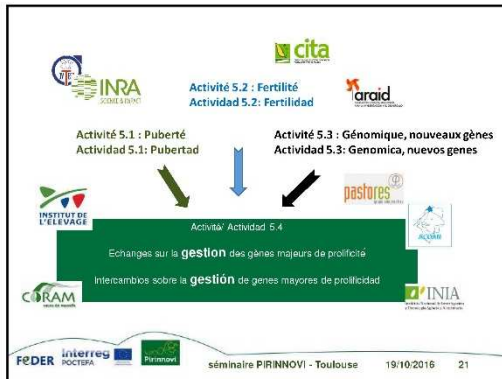 cita
INRA
SCIENCE & IMPACT
Activité 5.2 : Fertilité
Actividad 5.2: Fertilidad
araid
Activité 5.1 : Puberté
Actividad 5.1: Pubertad
Activité 5.3 : Génomique, nouveaux gènes
Actividad 5.3: Genomica, nuevos genes
pastores
INSTITUT DE
L'ELEVAGE
Activité/ Actividad 5.4
Echanges sur la gestion des gènes majeurs de prolificité
Intercambios sobre la gestión de genes mayores de prolificidad
CORAM
INIA
FEDER
Interreg
POCTEFA
Pirinnovi
séminaire PIRINNOVI - Toulouse
19/10/2016
21